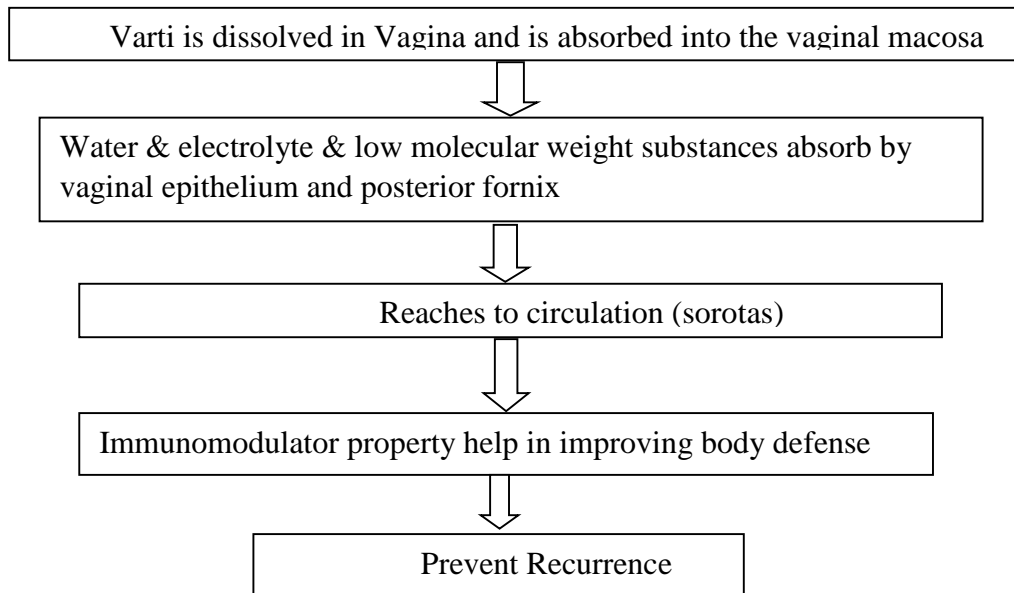 Varti is dissolved in Vagina and is absorbed into the vaginal macosa
Water & electrolyte & low molecular weight substances absorb by
vaginal epithelium and posterior fornix
Reaches to circulation (sorotas)
Immunomodulator property help in improving body defense
Prevent Recurrence